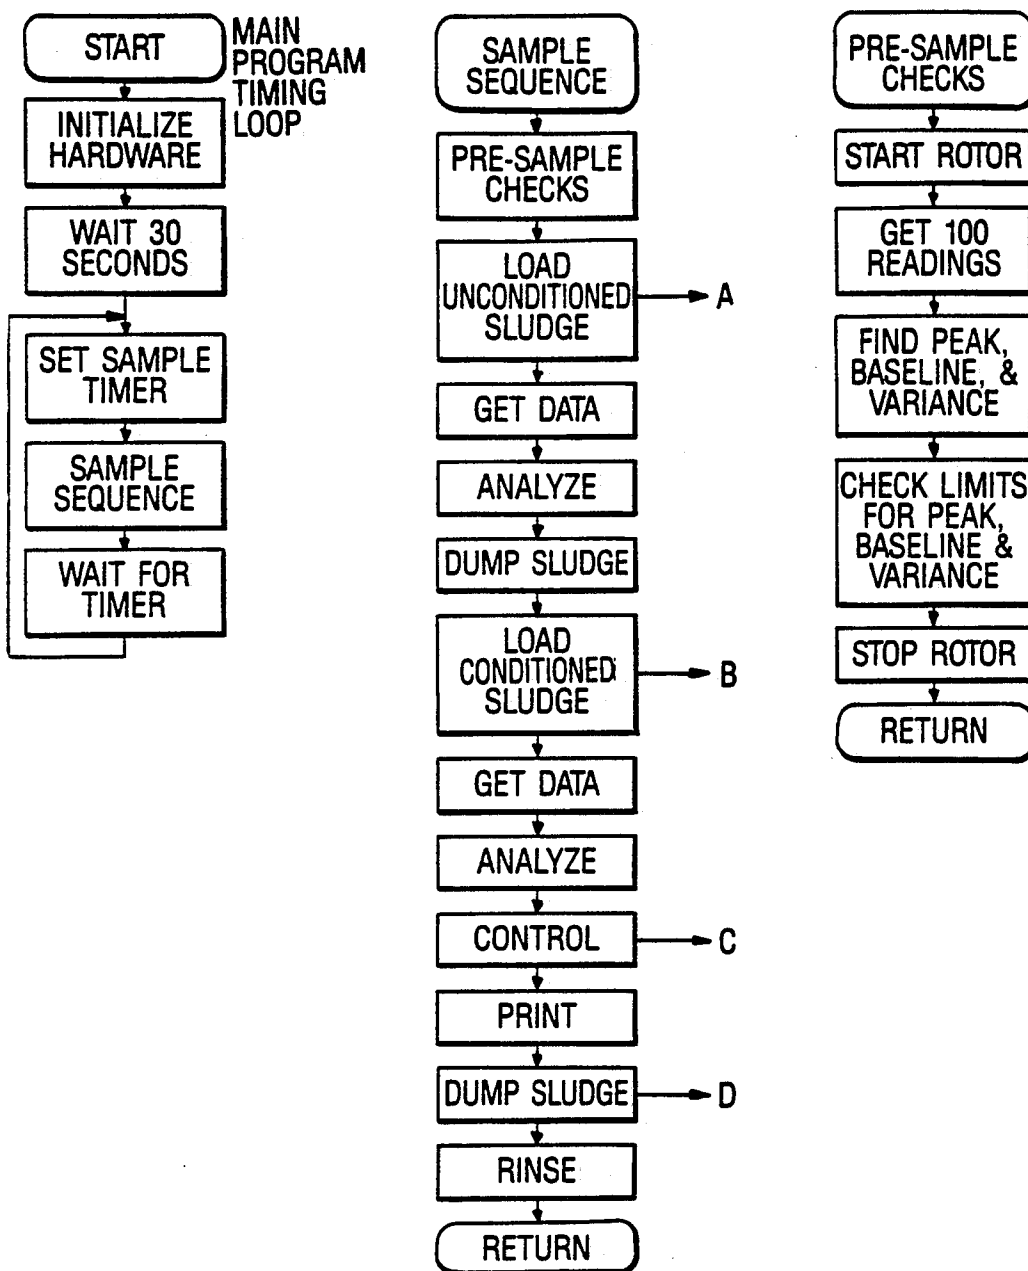 START
MAIN
PROGRAM
TIMING
LOOP
INITIALIZE
HARDWARE
WAIT 30
SECONDS
SET SAMPLE
TIMER
SAMPLE
SEQUENCE
WAIT FOR
TIMER
SAMPLE
SEQUENCE
PRE-SAMPLE
CHECKS
LOAD
UNCONDITIONED
SLUDGE
A
GET DATA
ANALYZE
DUMP SLUDGE
LOAD
CONDITIONED
SLUDGE
B
GET DATA
ANALYZE
CONTROL
C
PRINT
DUMP SLUDGE
D
RINSE
RETURN
PRE-SAMPLE
CHECKS
START ROTOR
GET 100
READINGS
FIND PEAK,
BASELINE, &
VARIANCE
CHECK LIMITS
FOR PEAK,
BASELINE &
VARIANCE
STOP ROTOR
RETURN